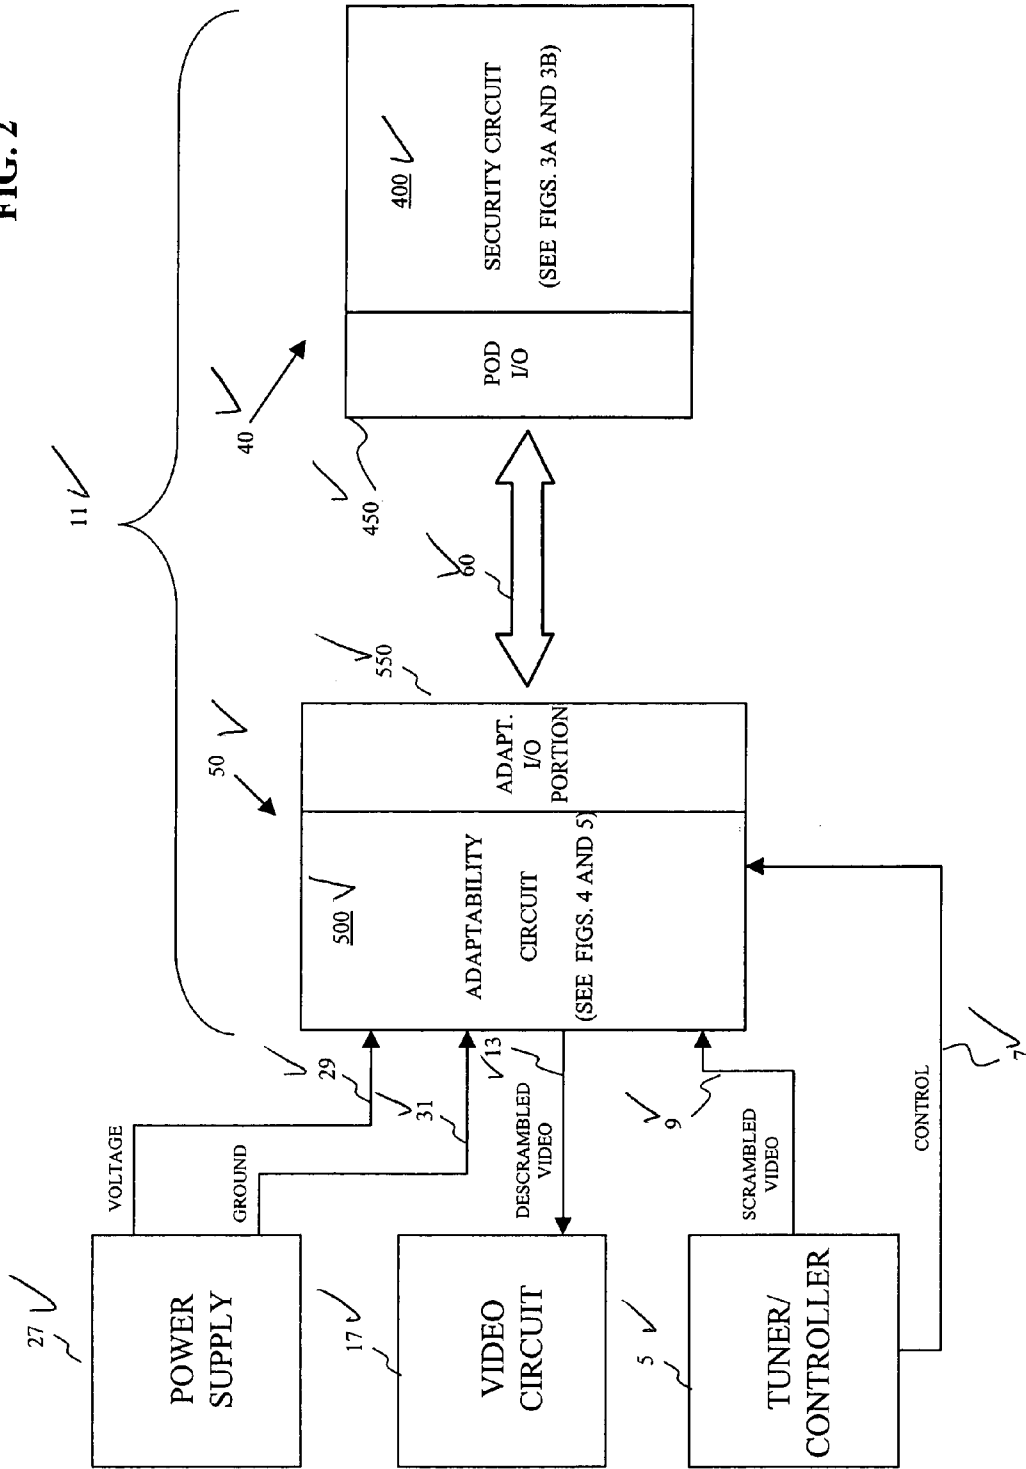 FIG. 2
11
40
400
SECURITY CIRCUIT
(SEE FIGS. 3A AND 3B)
POD
I/O
450
60
550
50
ADAPT.
I/O
PORTION
500
ADAPTABILITY
CIRCUIT
(SEE FIGS. 4 AND 5)
VOLTAGE
29
GROUND
31
13
DESCRAMBLED
VIDEO
9
SCRAMBLED
VIDEO
CONTROL
7
27
POWER
SUPPLY
17
VIDEO
CIRCUIT
5
TUNER/
CONTROLLER